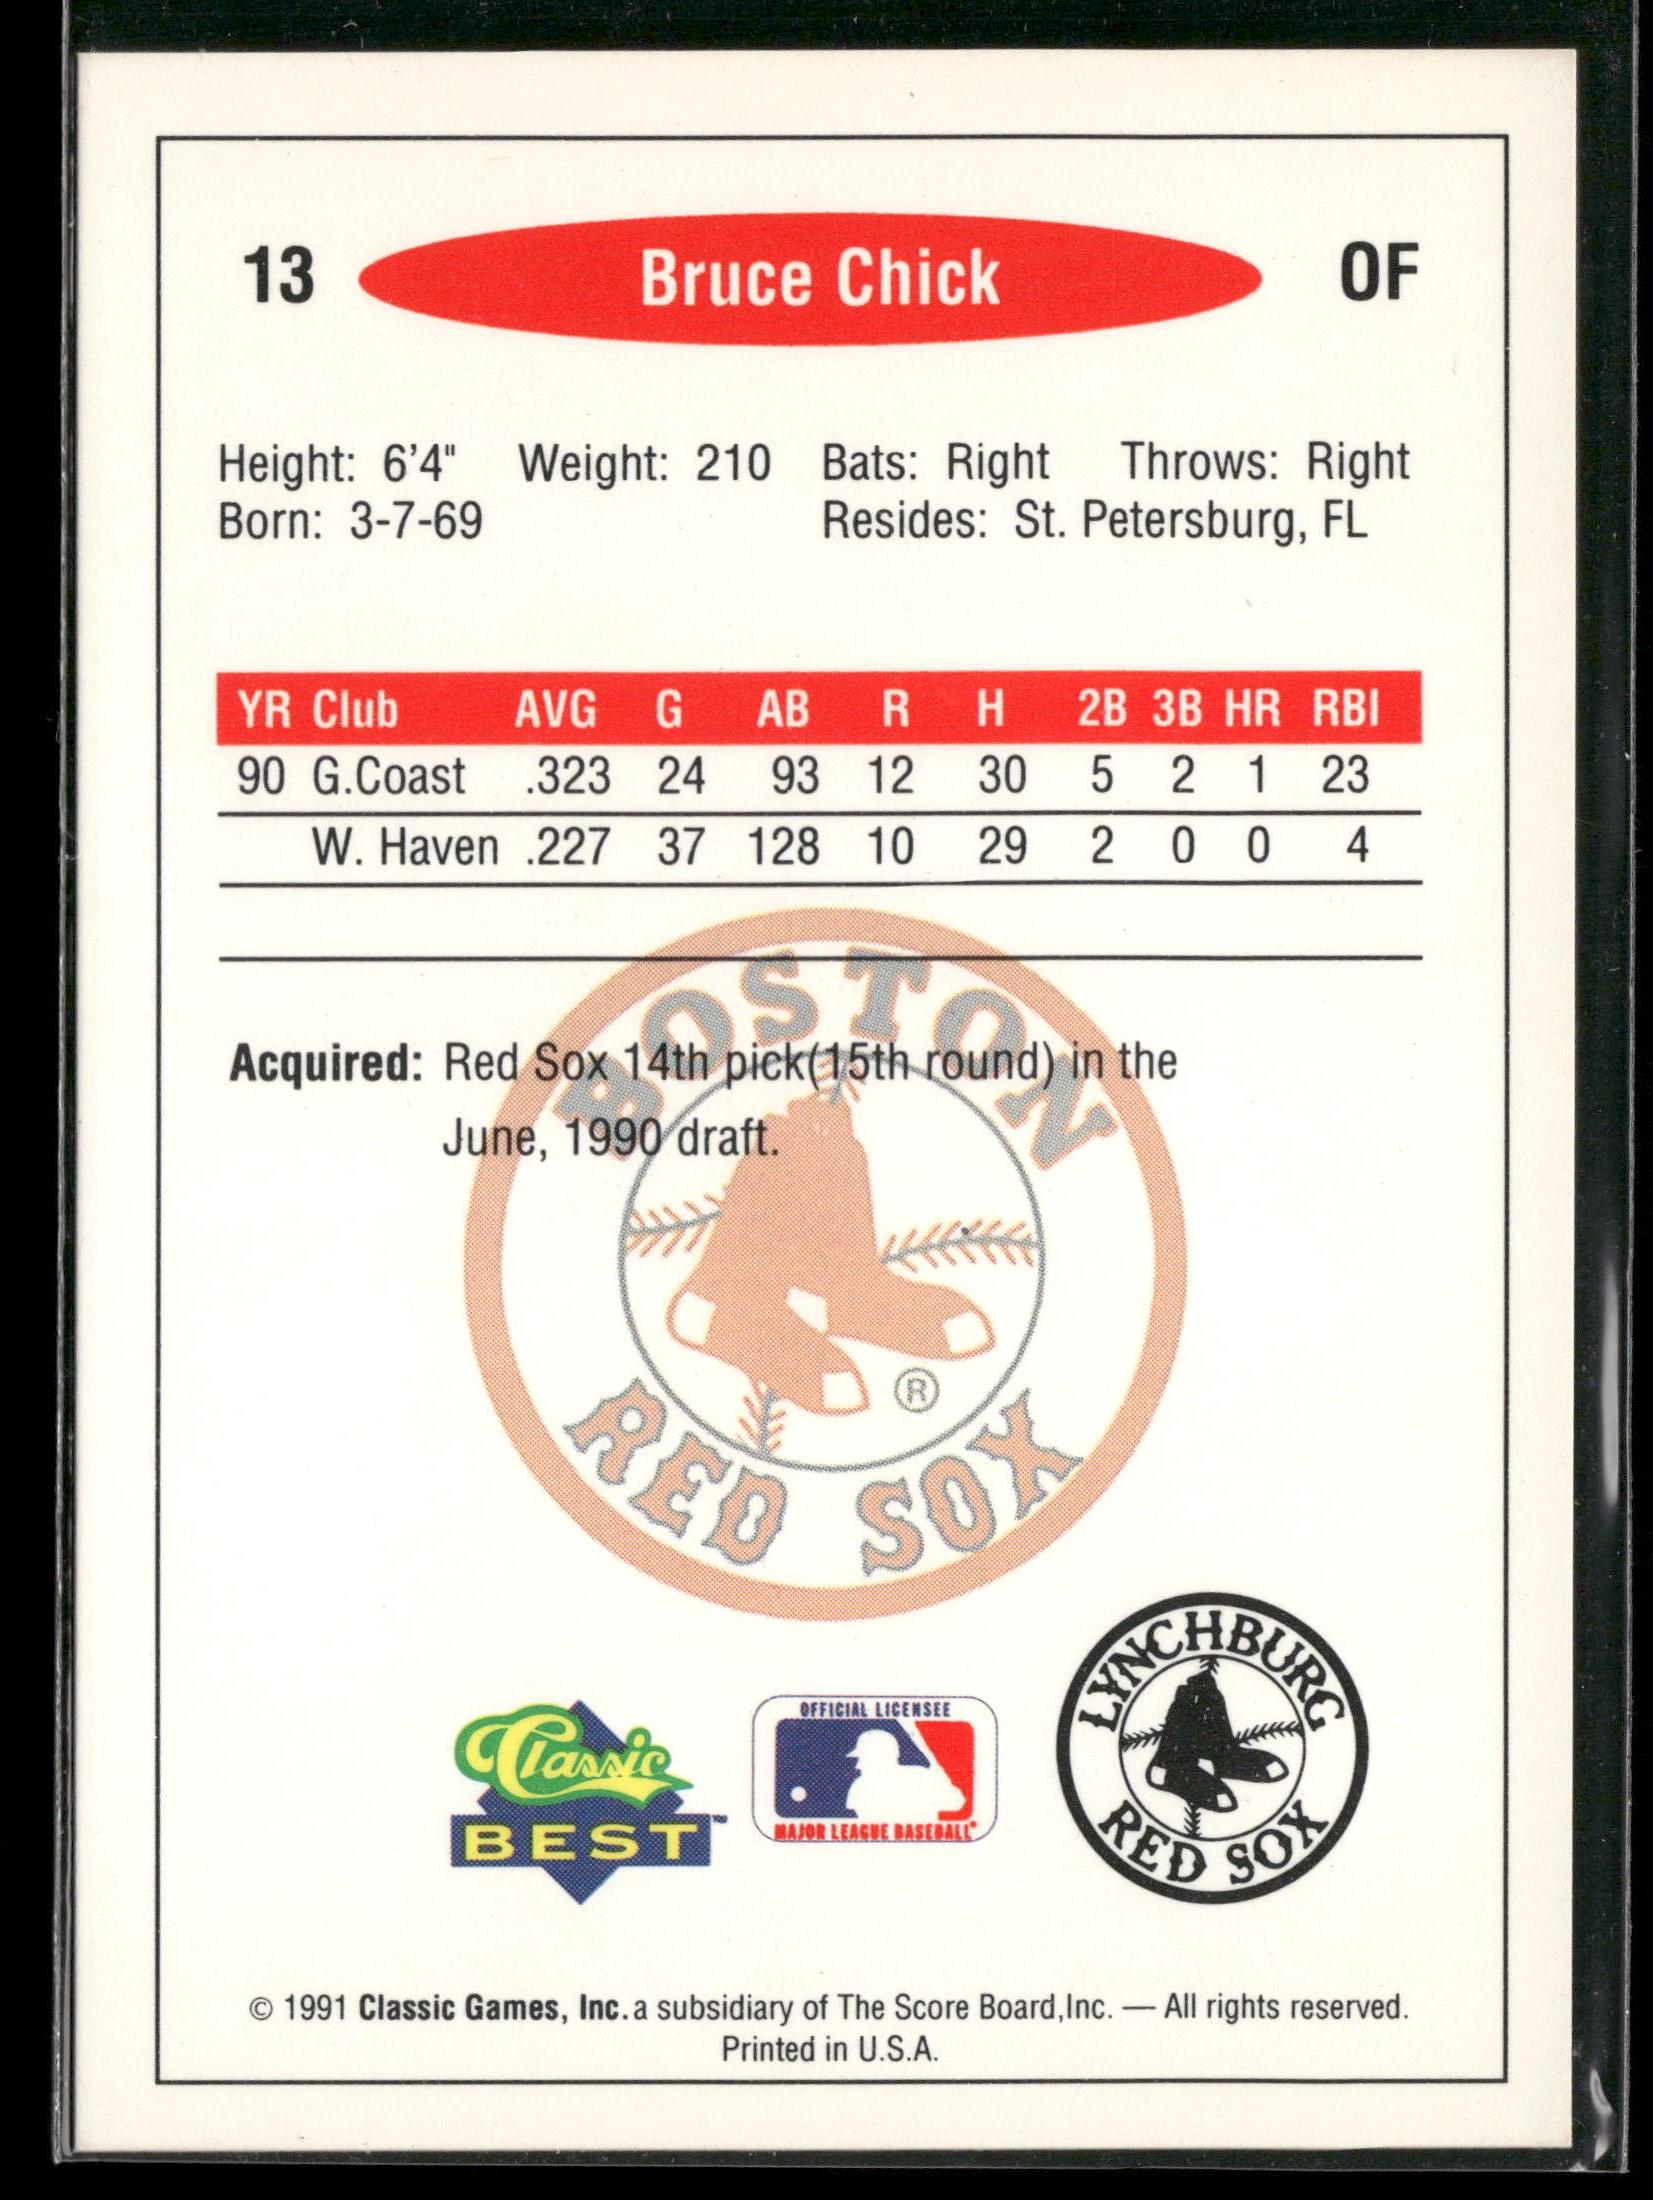 13 Bruce Chick OF
Height: 6'4" Weight: 210 Bats: Right Throws: Right
Born: 3-7-69 Resides: St. Petersburg, FL
YR Club AVG G AB R H 2B 3B HR RBI
90 G.Coast .323 24 93 12 30 5 2 1 23
W. Haven .227 37 128 10 29 2 0 0 4
BOSTON
Acquired: Red Sox 14th pick(15th round) in the
June, 1990 draft.
®
RED SOX
LYNCHBURG
RED SOX
OFFICIAL LICENSEE
MAJOR LEAGUE BASEBALL®
Classic
BEST™
© 1991 Classic Games, Inc.a subsidiary of The Score Board,Inc. — All rights reserved.
Printed in U.S.A.